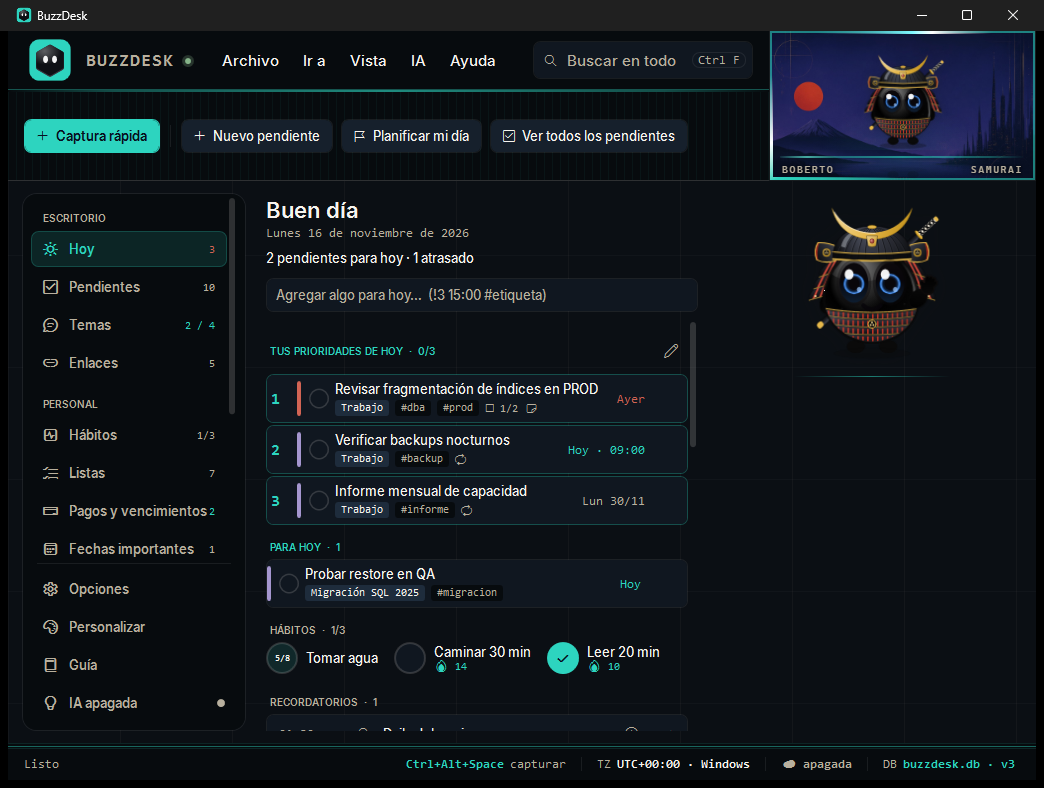 BuzzDesk
BUZZDESK Archivo Ir a Vista IA Ayuda Buscar en todo Ctrl F
Captura rápida Nuevo pendiente Planificar mi día Ver todos los pendientes
BOBERTO SAMURAI
ESCRITORIO
Hoy 3
Pendientes 10
Temas 2 / 4
Enlaces 5
PERSONAL
Hábitos 1/3
Listas 7
Pagos y vencimientos 2
Fechas importantes 1
Opciones
Personalizar
Guía
IA apagada
Buen día
Lunes 16 de noviembre de 2026
2 pendientes para hoy · 1 atrasado
Agregar algo para hoy... (!3 15:00 #etiqueta)
TUS PRIORIDADES DE HOY · 0/3
1 Revisar fragmentación de índices en PROD Ayer
Trabajo #dba #prod 1/2
2 Verificar backups nocturnos Hoy · 09:00
Trabajo #backup
3 Informe mensual de capacidad Lun 30/11
Trabajo #informe
PARA HOY · 1
Probar restore en QA Hoy
Migración SQL 2025 #migracion
HÁBITOS · 1/3
5/8 Tomar agua Caminar 30 min Leer 20 min
14 10
RECORDATORIOS · 1
Listo Ctrl+Alt+Space capturar TZ UTC+00:00 · Windows apagada DB buzzdesk.db · v3